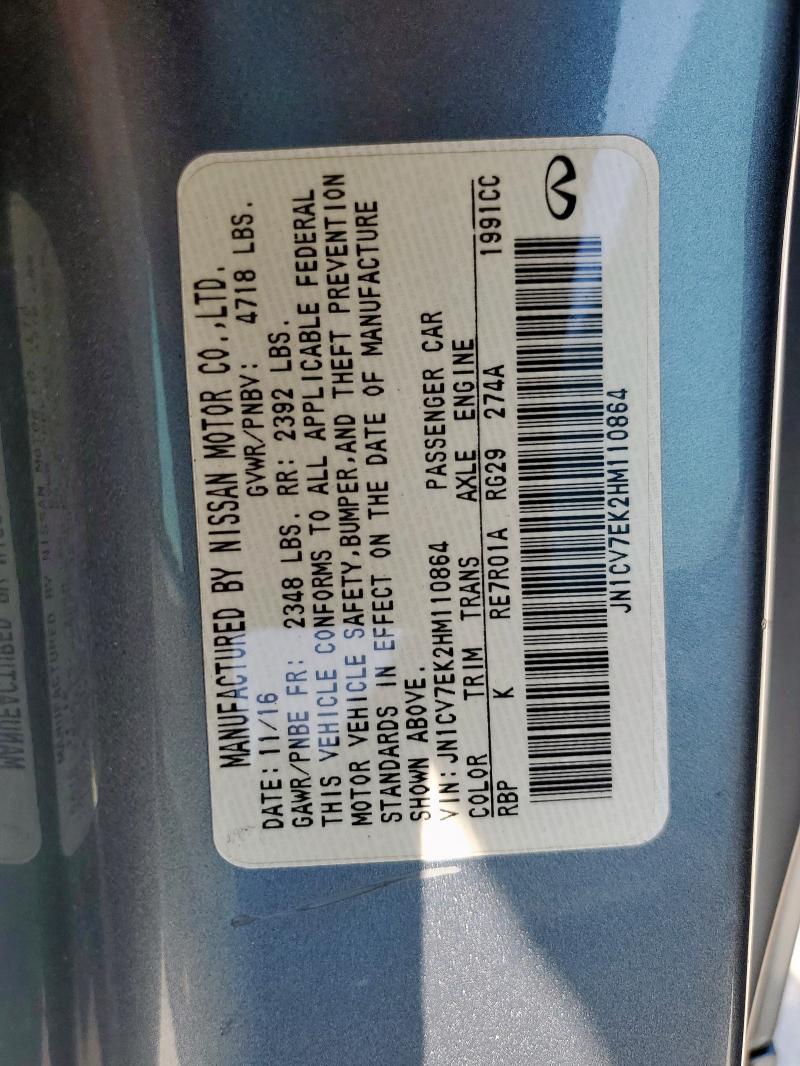 MANUFACTURED BY NISSAN MOTOR CO.,LTD.
DATE: 11/16 GVWR/PNBV: 4718 LBS.
GAWR/PNBE FR: 2348 LBS. RR: 2392 LBS.
THIS VEHICLE CONFORMS TO ALL APPLICABLE FEDERAL
MOTOR VEHICLE SAFETY,BUMPER,AND THEFT PREVENTION
STANDARDS IN EFFECT ON THE DATE OF MANUFACTURE
SHOWN ABOVE.
VIN:JN1CV7EK2HM110864 PASSENGER CAR
COLOR TRIM TRANS AXLE ENGINE
RBP K RE7R01A RG29 274A 1991CC
JN1CV7EK2HM110864